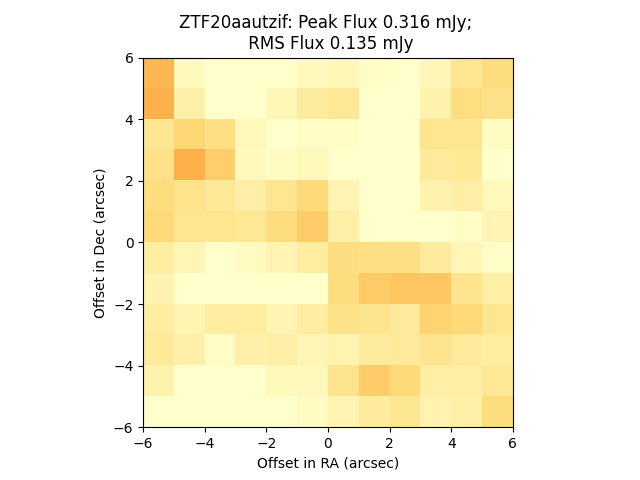 ZTF20aautzif: Peak Flux 0.316 mJy;
RMS Flux 0.135 mJy
6
4
2
0
−2
−4
−6
Offset in Dec (arcsec)
−6 −4 −2 0 2 4 6
Offset in RA (arcsec)